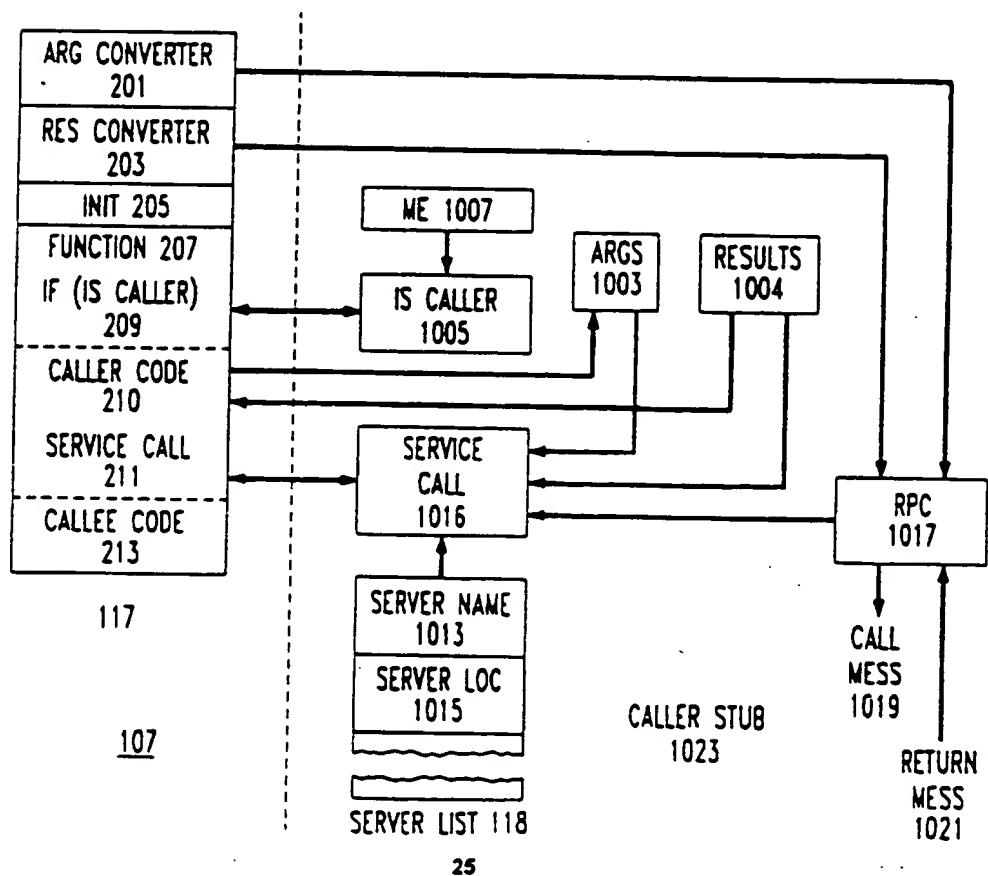 ARG CONVERTER
201
RES CONVERTER
203
INIT 205
FUNCTION 207
IF (IS CALLER)
209
CALLER CODE
210
SERVICE CALL
211
CALLEE CODE
213
117
107
ME 1007
IS CALLER
1005
ARGS
1003
RESULTS
1004
SERVICE
CALL
1016
SERVER NAME
1013
SERVER LOC
1015
SERVER LIST 118
RPC
1017
CALL
MESS
1019
RETURN
MESS
1021
CALLER STUB
1023
25